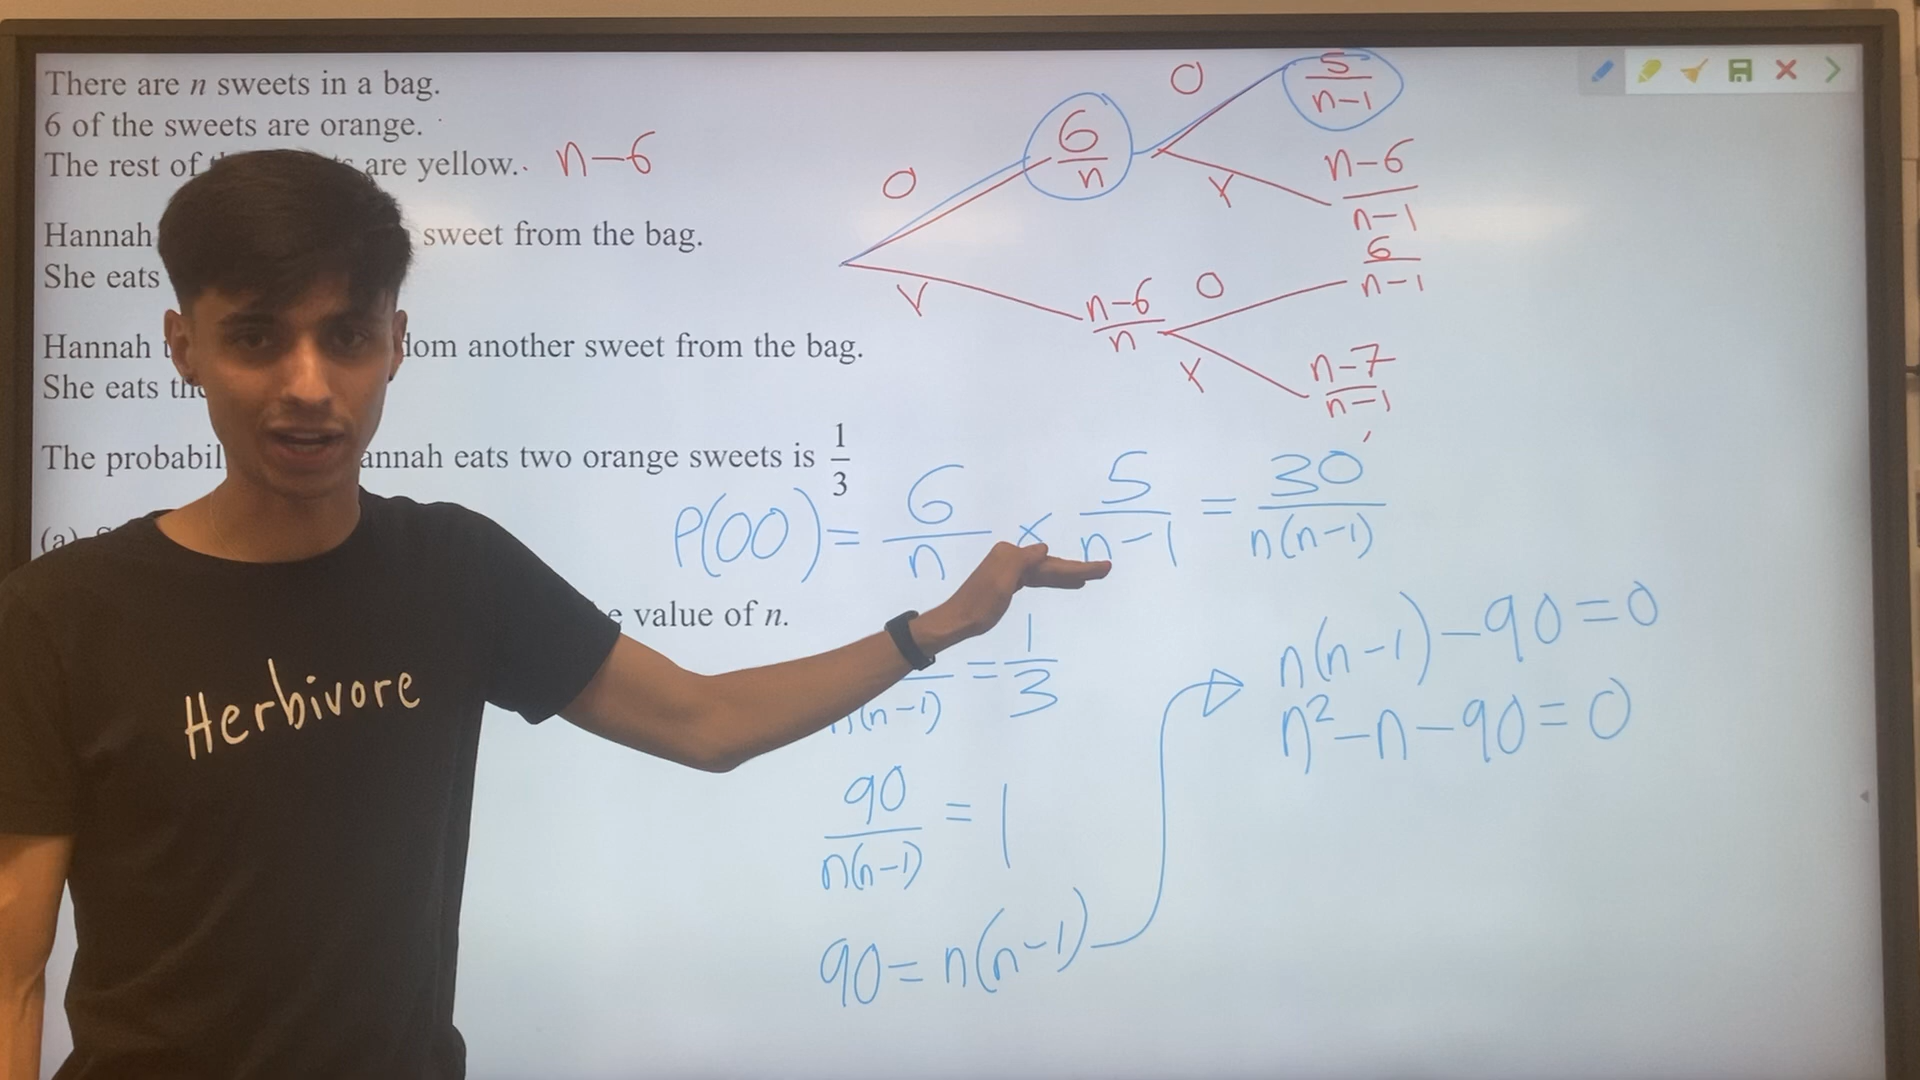 There are n sweets in a bag.
6 of the sweets are orange.
The rest of are yellow. n-6
Hannah sweet from the bag.
She eats
Hannah another sweet from the bag.
She eats
The annah eats two orange sweets is 1/3
(a)
value of n.
O 6/n O 5/n-1
Y n-6/n-1
Y n-6/n O 6/n-1
Y n-7/n-1
P(OO) = 6/n × 5/n-1 = 30/n(n-1)
(n-1) = 1/3
90/n(n-1) = 1
90 = n(n-1)
n(n-1)-90=0
n²-n-90=0
Herbivore